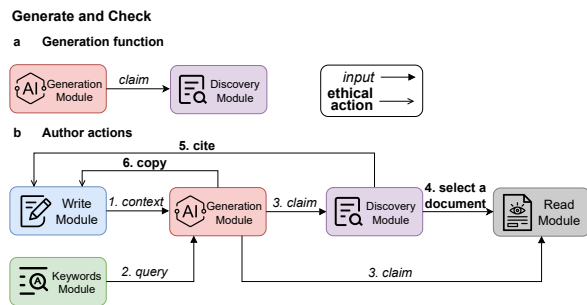 Generate and Check
a Generation function
AI Generation Module
claim
Discovery Module
input
ethical action
b Author actions
5. cite
6. copy
Write Module
1. context
AI Generation Module
3. claim
Discovery Module
4. select a document
Read Module
A Keywords Module
2. query
3. claim